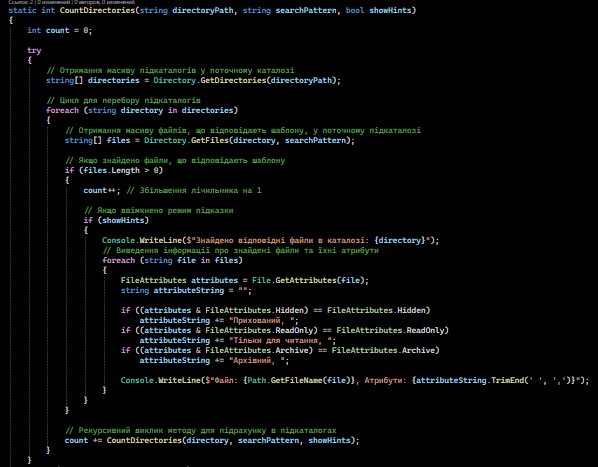 Ссылок: 2 | 0 изменений | 0 авторов, 0 изменений
static int CountDirectories(string directoryPath, string searchPattern, bool showHints)
{
int count = 0;
try
{
// Отримання масиву підкаталогів у поточному каталозі
string[] directories = Directory.GetDirectories(directoryPath);
// Цикл для перебору підкаталогів
foreach (string directory in directories)
{
// Отримання масиву файлів, що відповідають шаблону, у поточному підкаталозі
string[] files = Directory.GetFiles(directory, searchPattern);
// Якщо знайдено файли, що відповідають шаблону
if (files.Length > 0)
{
count++; // Збільшення лічильника на 1
// Якщо ввімкнено режим підказки
if (showHints)
{
Console.WriteLine($"Знайдено відповідні файли в каталозі: {directory}");
// Виведення інформації про знайдені файли та їхні атрибути
foreach (string file in files)
{
FileAttributes attributes = File.GetAttributes(file);
string attributeString = "";
if ((attributes & FileAttributes.Hidden) == FileAttributes.Hidden)
attributeString += "Прихований, ";
if ((attributes & FileAttributes.ReadOnly) == FileAttributes.ReadOnly)
attributeString += "Тільки для читання, ";
if ((attributes & FileAttributes.Archive) == FileAttributes.Archive)
attributeString += "Архівний, ";
Console.WriteLine($"Файл: {Path.GetFileName(file)}, Атрибути: {attributeString.TrimEnd(' ', ',')}");
}
}
}
// Рекурсивний виклик методу для підрахунку в підкаталогах
count += CountDirectories(directory, searchPattern, showHints);
}
}